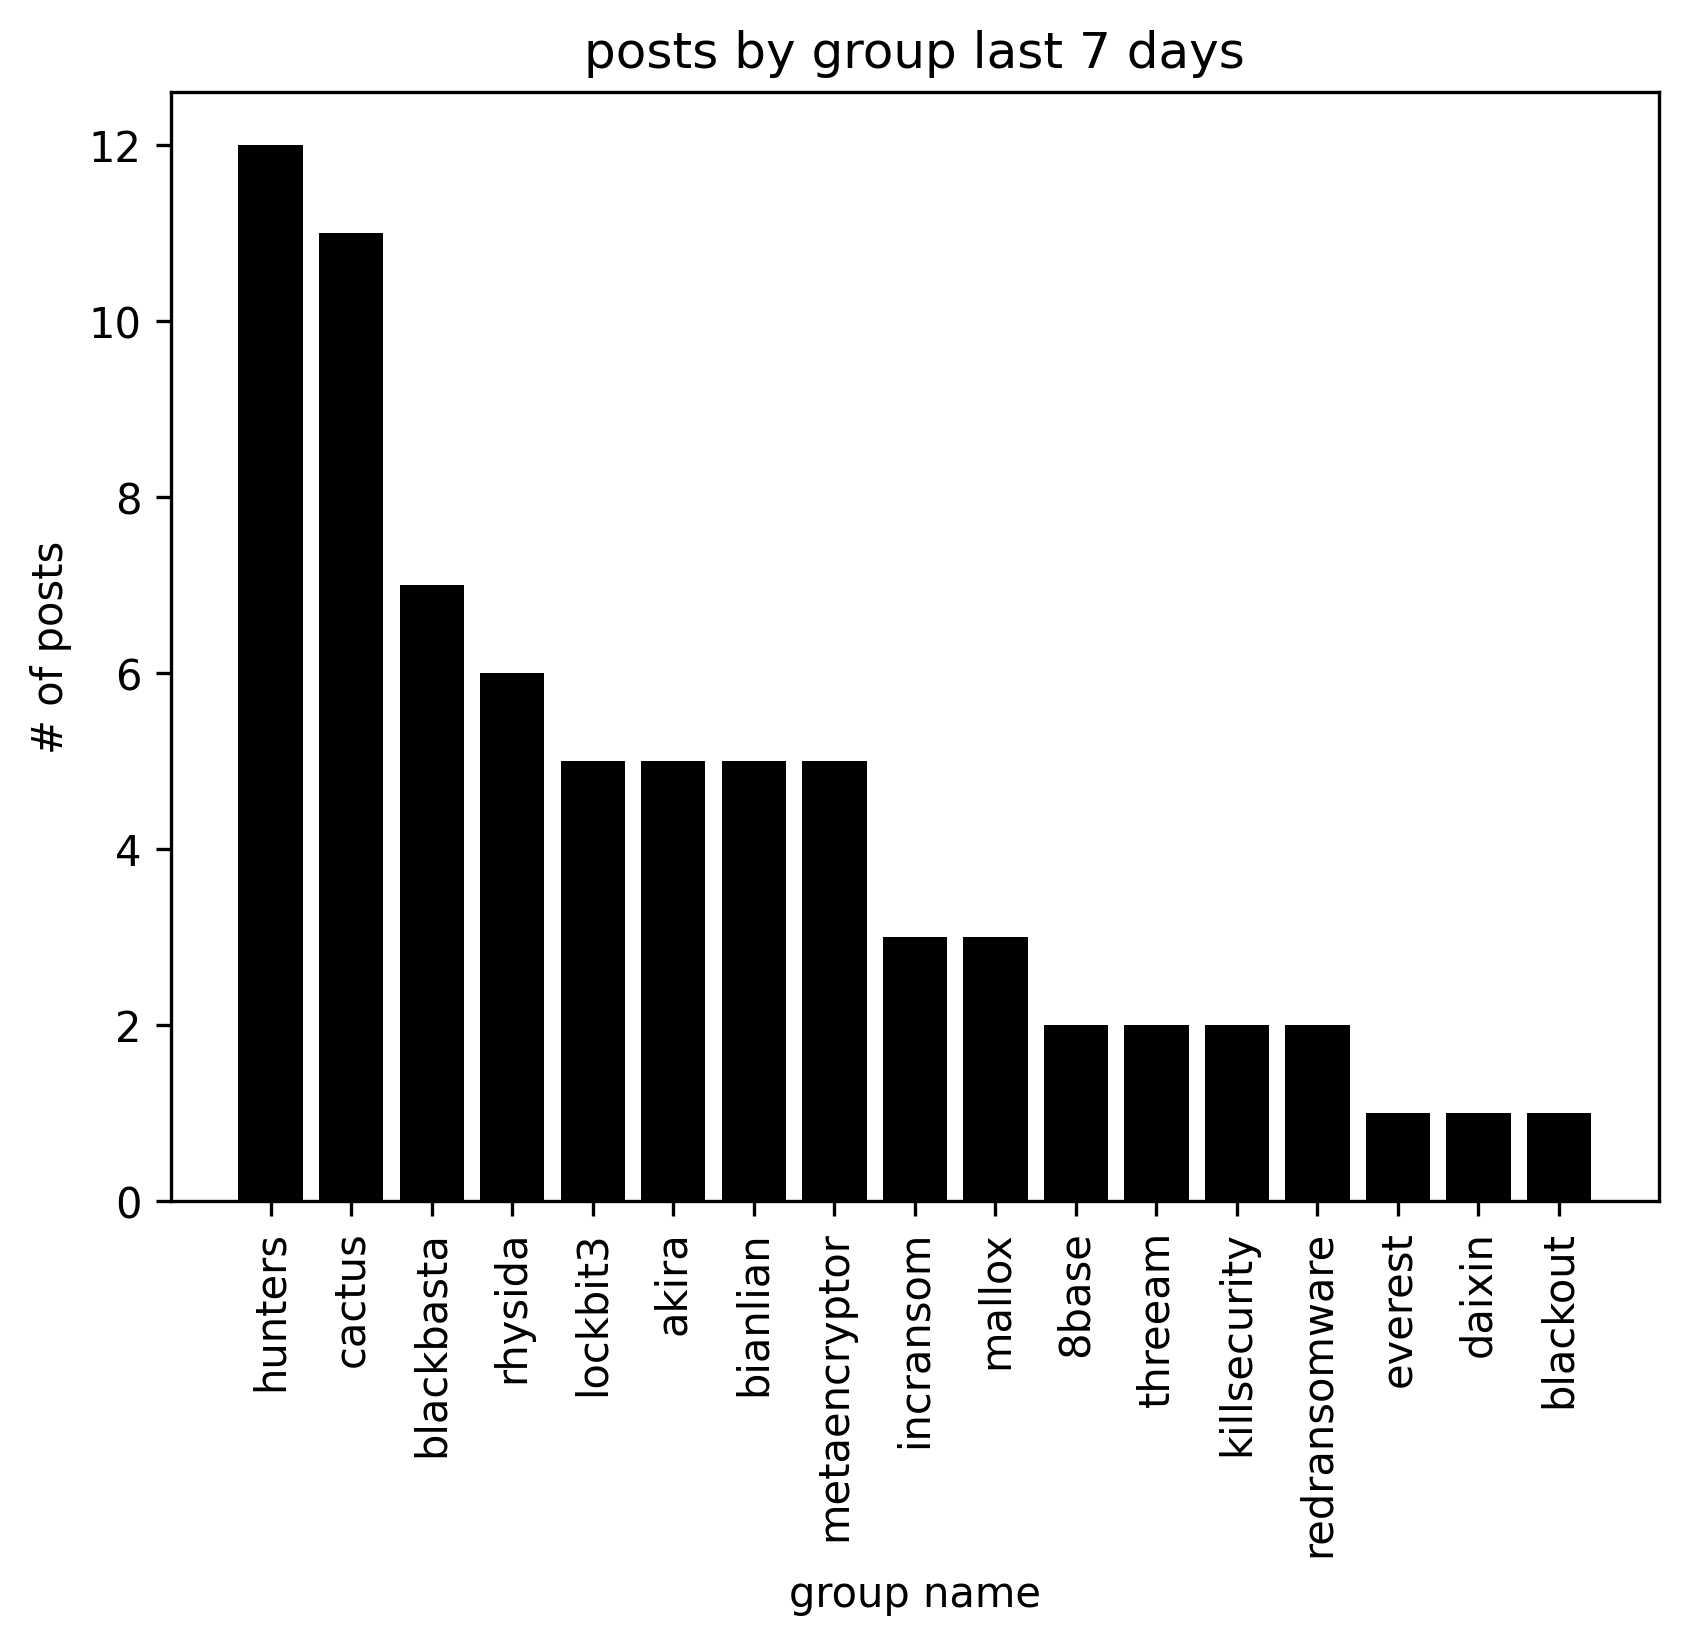 posts by group last 7 days
12
10
8
6
4
2
0
# of posts
hunters
cactus
blackbasta
rhysida
lockbit3
akira
bianlian
metaencryptor
incransom
mallox
8base
threeam
killsecurity
redransomware
everest
daixin
blackout
group name